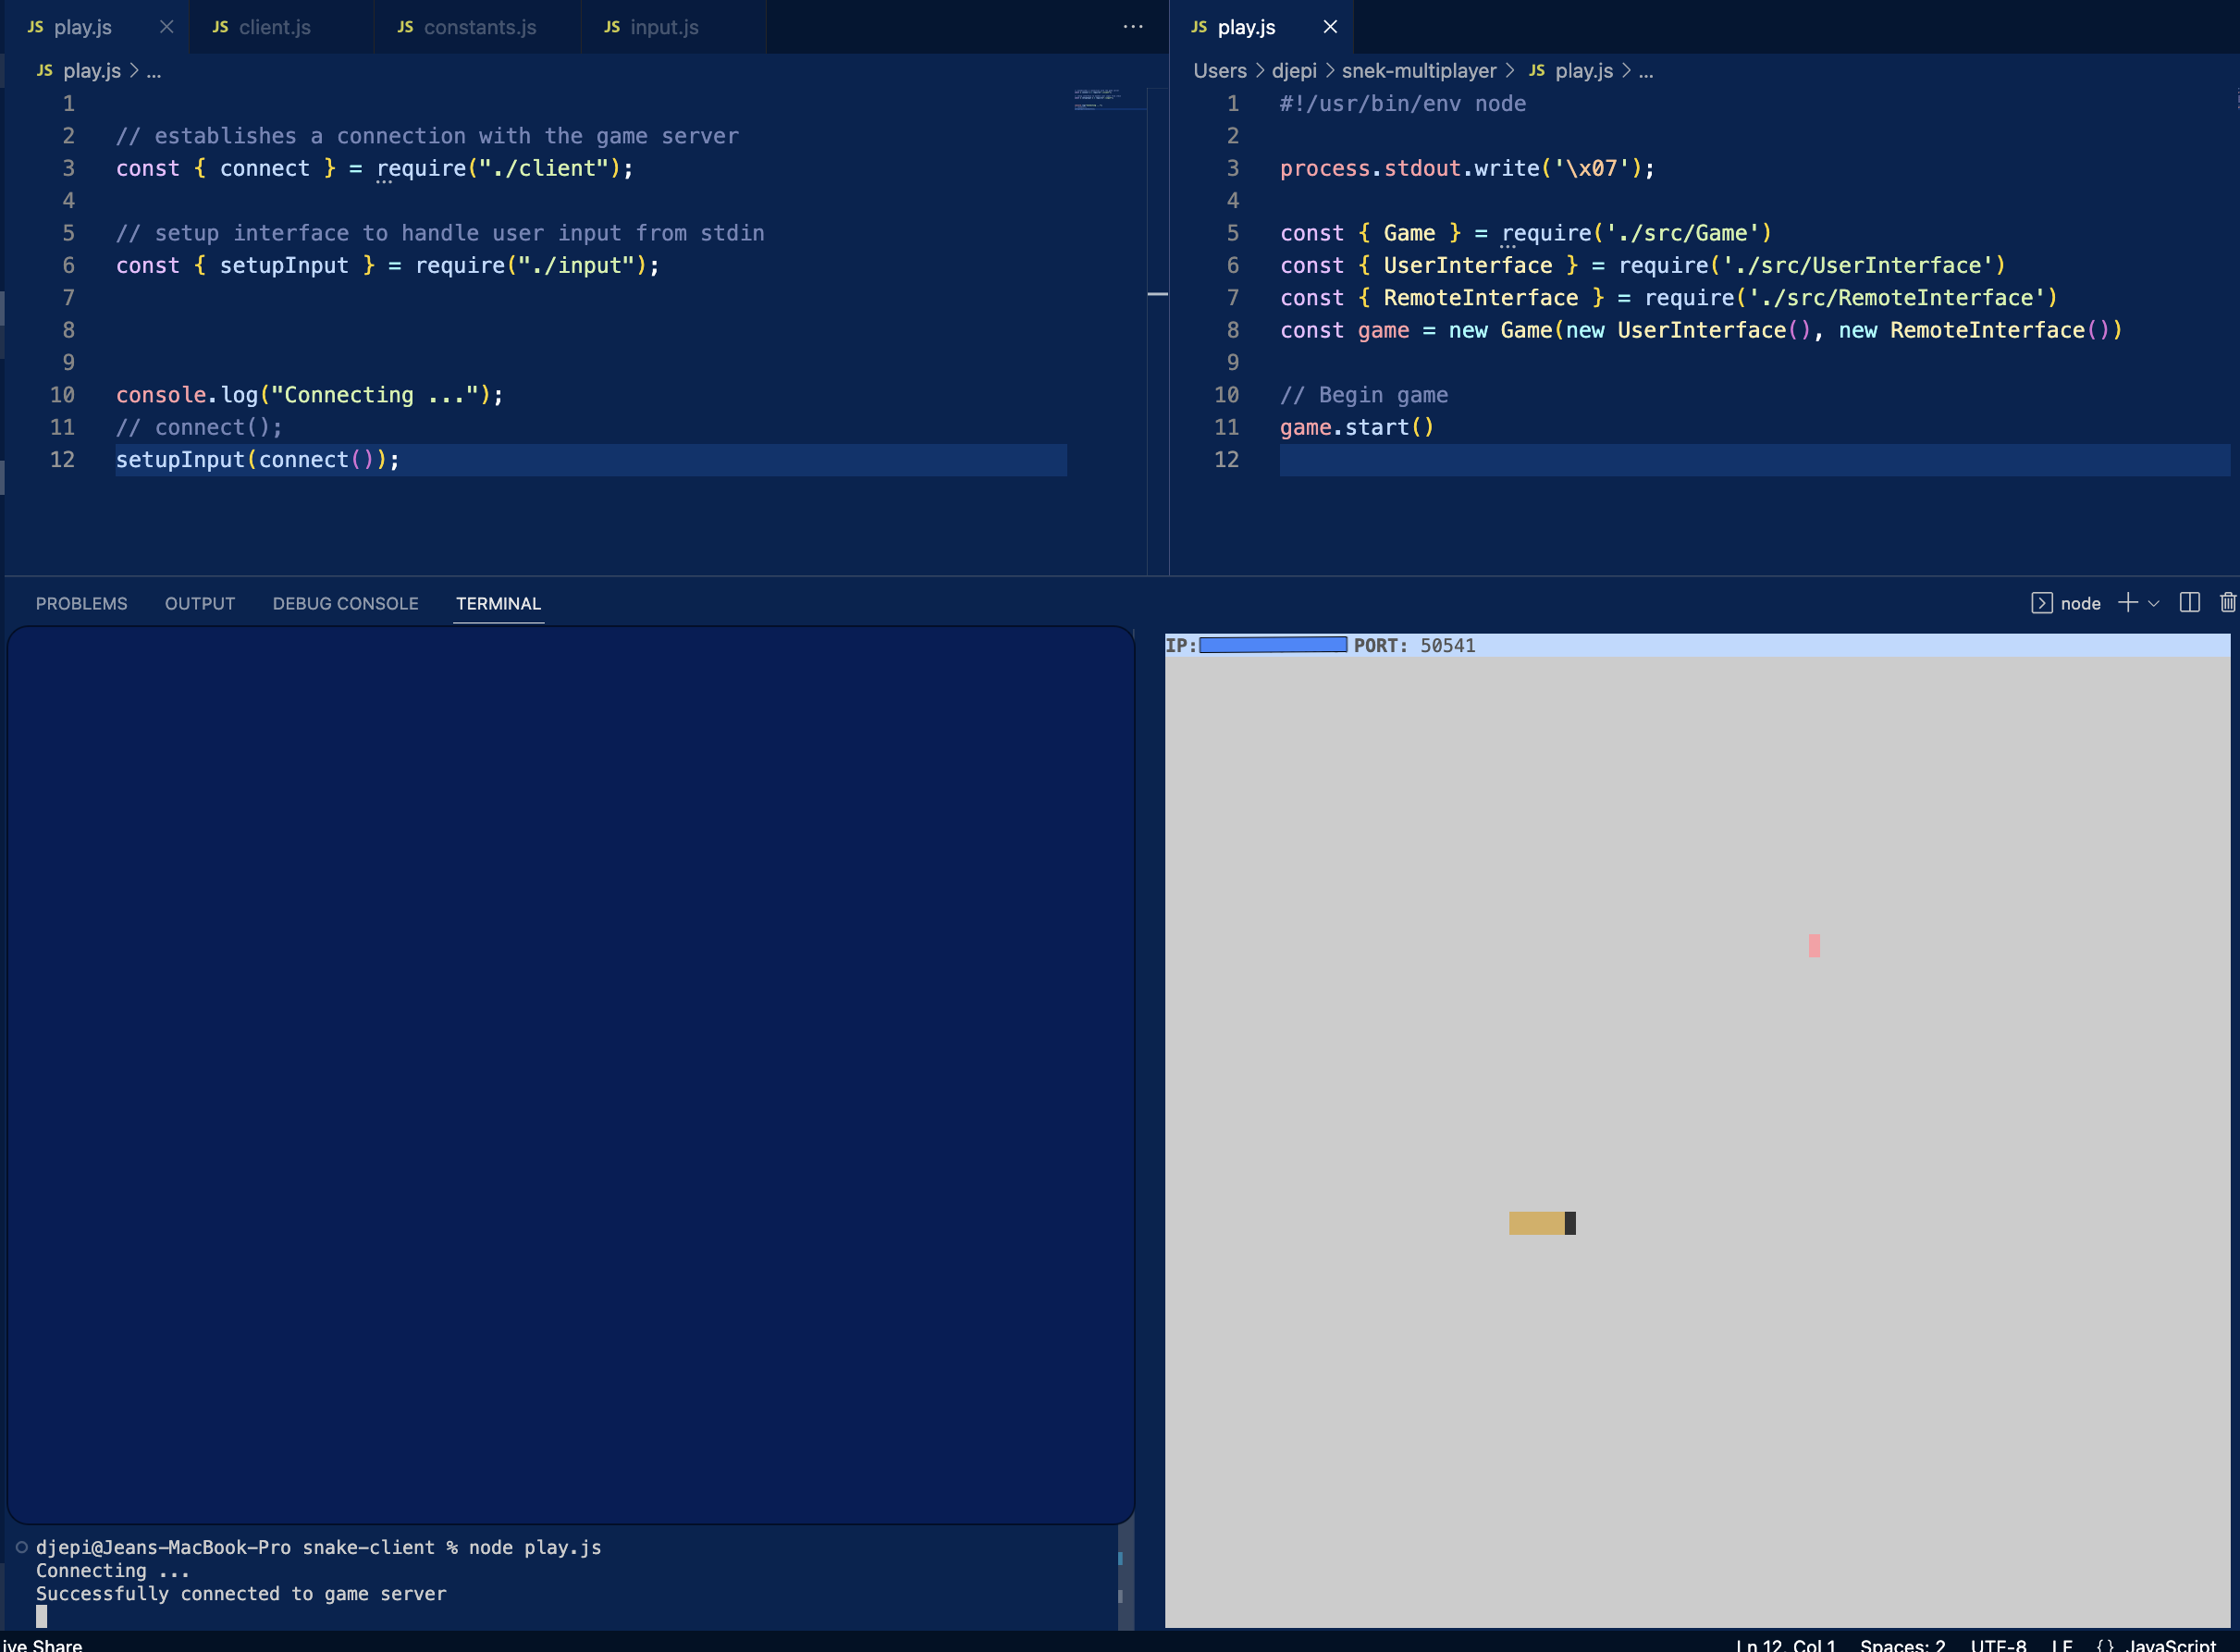 JS play.js JS client.js JS constants.js JS input.js ...
JS play.js > ...
1
2 // establishes a connection with the game server
3 const { connect } = require("./client");
4
5 // setup interface to handle user input from stdin
6 const { setupInput } = require("./input");
7
8
9
10 console.log("Connecting ...");
11 // connect();
12 setupInput(connect());
JS play.js
Users > djepi > snek-multiplayer > JS play.js > ...
1 #!/usr/bin/env node
2
3 process.stdout.write('\x07');
4
5 const { Game } = require('./src/Game')
6 const { UserInterface } = require('./src/UserInterface')
7 const { RemoteInterface } = require('./src/RemoteInterface')
8 const game = new Game(new UserInterface(), new RemoteInterface())
9
10 // Begin game
11 game.start()
12
PROBLEMS OUTPUT DEBUG CONSOLE TERMINAL node
djepi@Jeans-MacBook-Pro snake-client % node play.js
Connecting ...
Successfully connected to game server
IP: PORT: 50541
ive Share Ln 12, Col 1 Spaces: 2 UTF-8 LF {} JavaScript